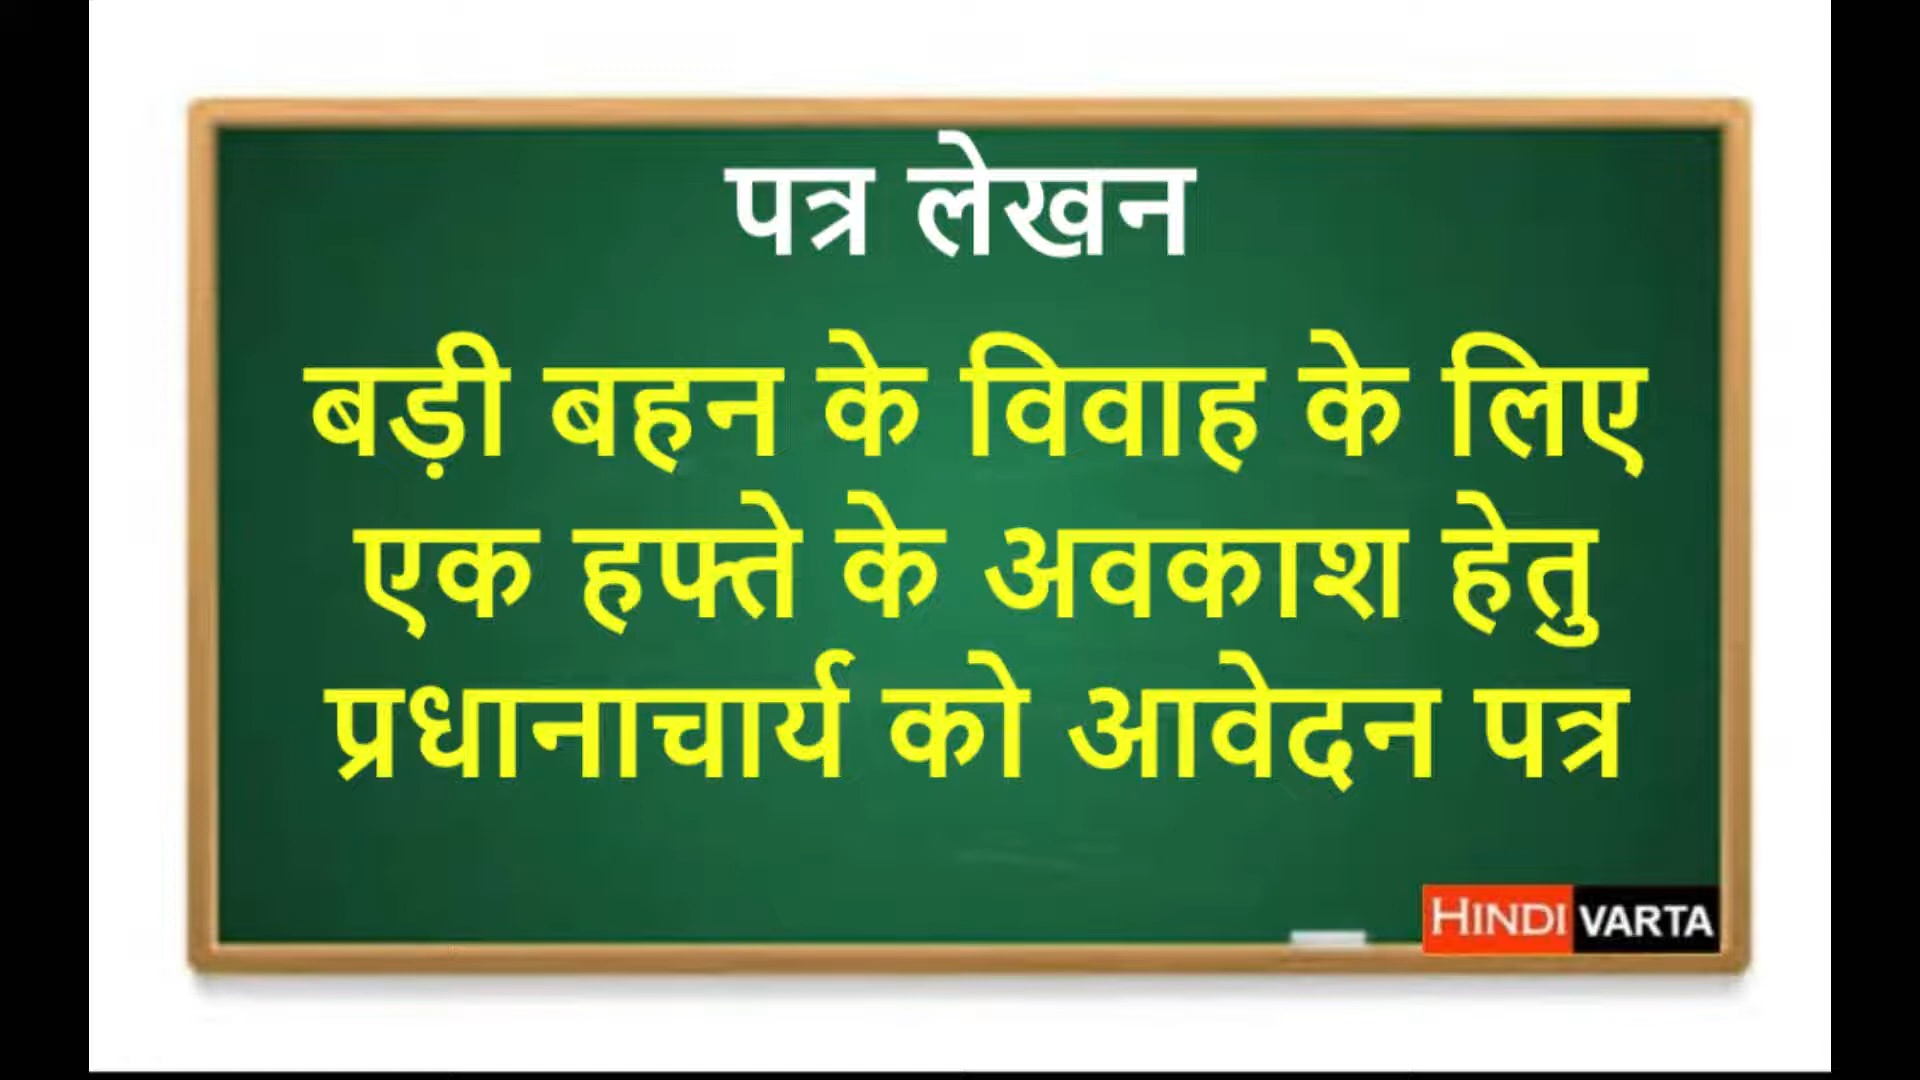 पत्र लेखन
बड़ी बहन के विवाह के लिए
एक हफ्ते के अवकाश हेतु
प्रधानाचार्य को आवेदन पत्र
HINDI VARTA